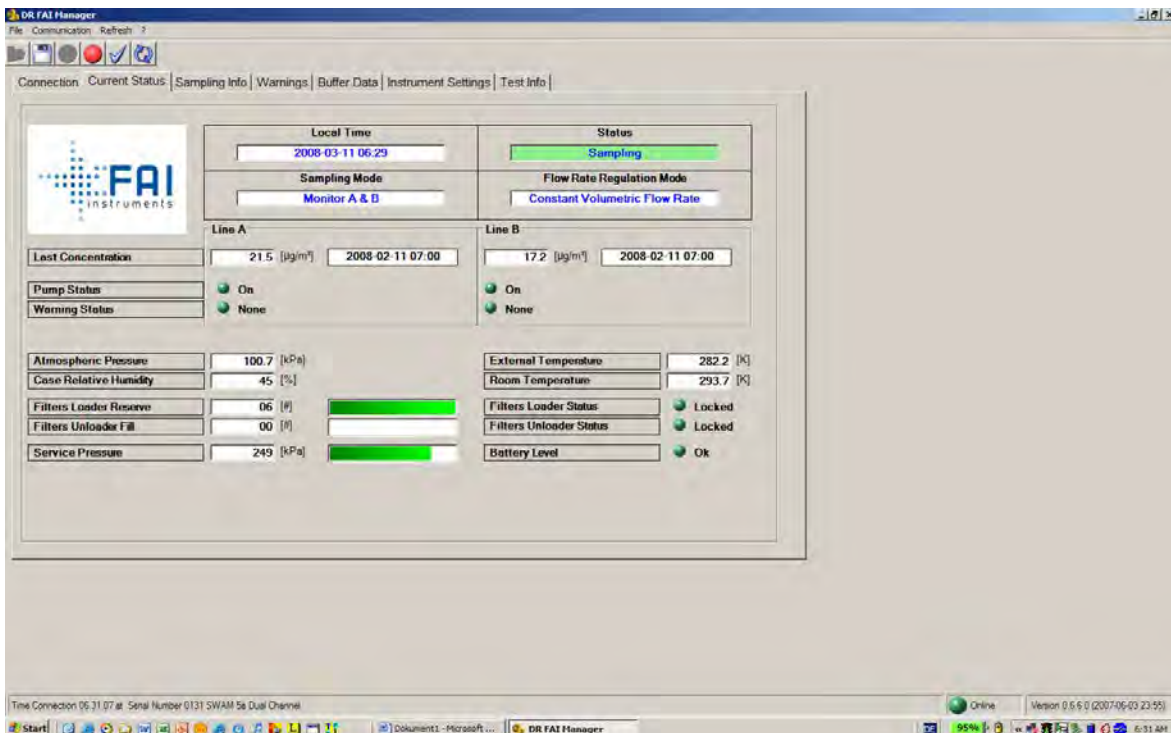 DR FAI Manager
File Communication Refresh ?
Connection Current Status Sampling Info Warnings Buffer Data Instrument Settings Test Info
FAI
instruments
Local Time Status
2008-03-11 06:29 Sampling
Sampling Mode Flow Rate Regulation Mode
Monitor A & B Constant Volumetric Flow Rate
Line A Line B
Last Concentration 21.5 [µg/m³] 2008-02-11 07:00 17.2 [µg/m³] 2008-02-11 07:00
Pump Status On On
Warning Status None None
Atmospheric Pressure 100.7 [kPa] External Temperature 282.2 [K]
Case Relative Humidity 45 [%] Room Temperature 293.7 [K]
Filters Loader Reserve 06 [#] Filters Loader Status Locked
Filters Unloader Fill 00 [#] Filters Unloader Status Locked
Service Pressure 249 [kPa] Battery Level Ok
Time Connection 06.31.07 at Serial Number 0131 SWAM 5a Dual Channel Online Version 0.6.6.0 (2007-06-03 23:55)
Start Dokument1 - Microsoft ... DR FAI Manager DE 95% 6:31 AM